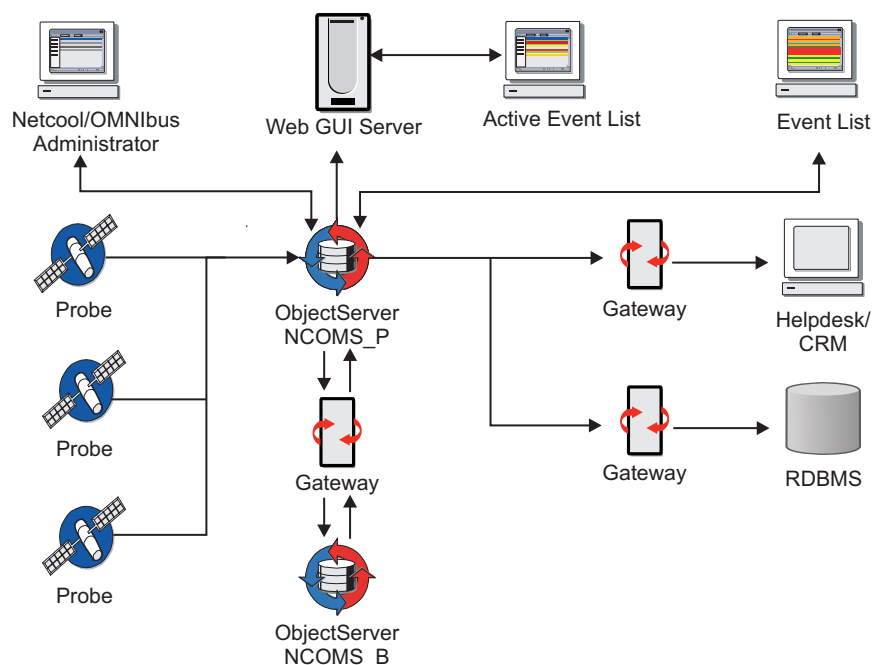 Netcool/OMNIbus
Administrator
Web GUI Server
Active Event List
Event List
Probe
ObjectServer
NCOMS_P
Gateway
Helpdesk/
CRM
Probe
Gateway
Gateway
RDBMS
Probe
ObjectServer
NCOMS_B